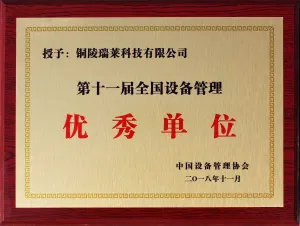 授予：铜陵瑞莱科技有限公司
第十一届全国设备管理
优秀单位
中国设备管理协会
二〇一八年十一月